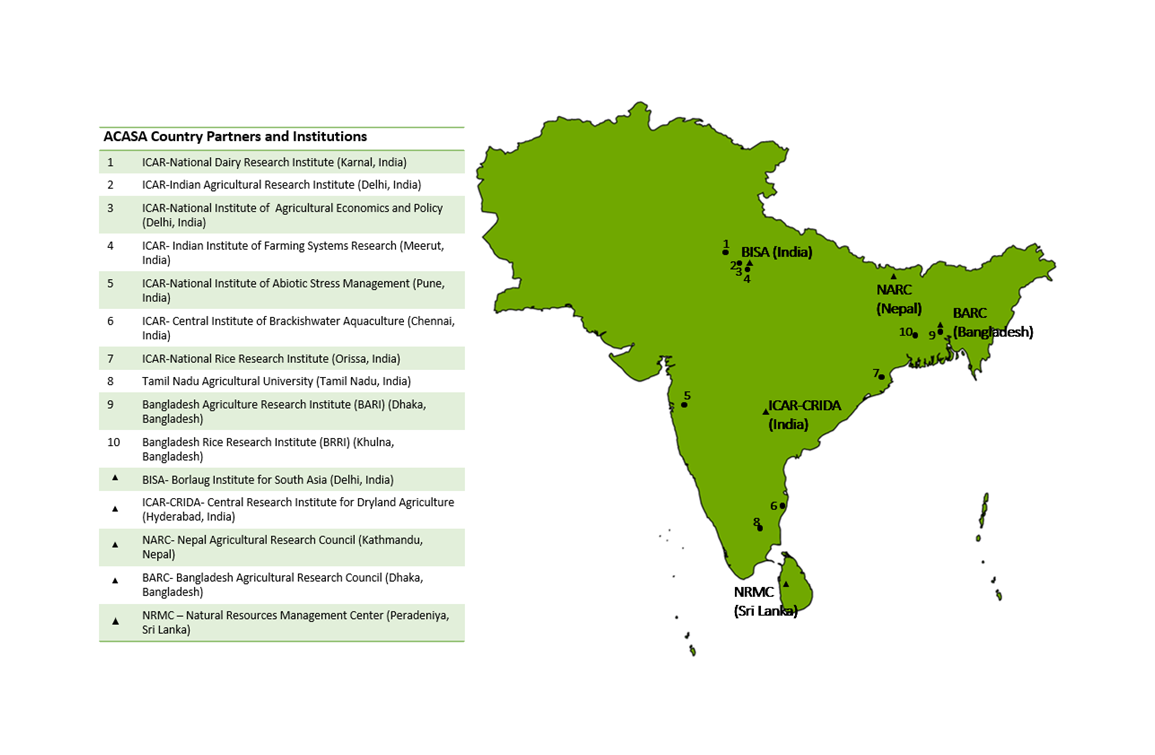 ACASA Country Partners and Institutions
1 ICAR-National Dairy Research Institute (Karnal, India)
2 ICAR-Indian Agricultural Research Institute (Delhi, India)
3 ICAR-National Institute of Agricultural Economics and Policy
(Delhi, India)
4 ICAR- Indian Institute of Farming Systems Research (Meerut,
India)
5 ICAR-National Institute of Abiotic Stress Management (Pune,
India)
6 ICAR- Central Institute of Brackishwater Aquaculture (Chennai,
India)
7 ICAR-National Rice Research Institute (Orissa, India)
8 Tamil Nadu Agricultural University (Tamil Nadu, India)
9 Bangladesh Agriculture Research Institute (BARI) (Dhaka,
Bangladesh)
10 Bangladesh Rice Research Institute (BRRI) (Khulna,
Bangladesh)
▲ BISA- Borlaug Institute for South Asia (Delhi, India)
▲ ICAR-CRIDA- Central Research Institute for Dryland Agriculture
(Hyderabad, India)
▲ NARC- Nepal Agricultural Research Council (Kathmandu,
Nepal)
▲ BARC- Bangladesh Agricultural Research Council (Dhaka,
Bangladesh)
▲ NRMC – Natural Resources Management Center (Peradeniya,
Sri Lanka)
1
BISA (India)
2
3
4
NARC
(Nepal)
BARC
(Bangladesh)
10
9
7
5
ICAR-CRIDA
(India)
6
8
NRMC
(Sri Lanka)